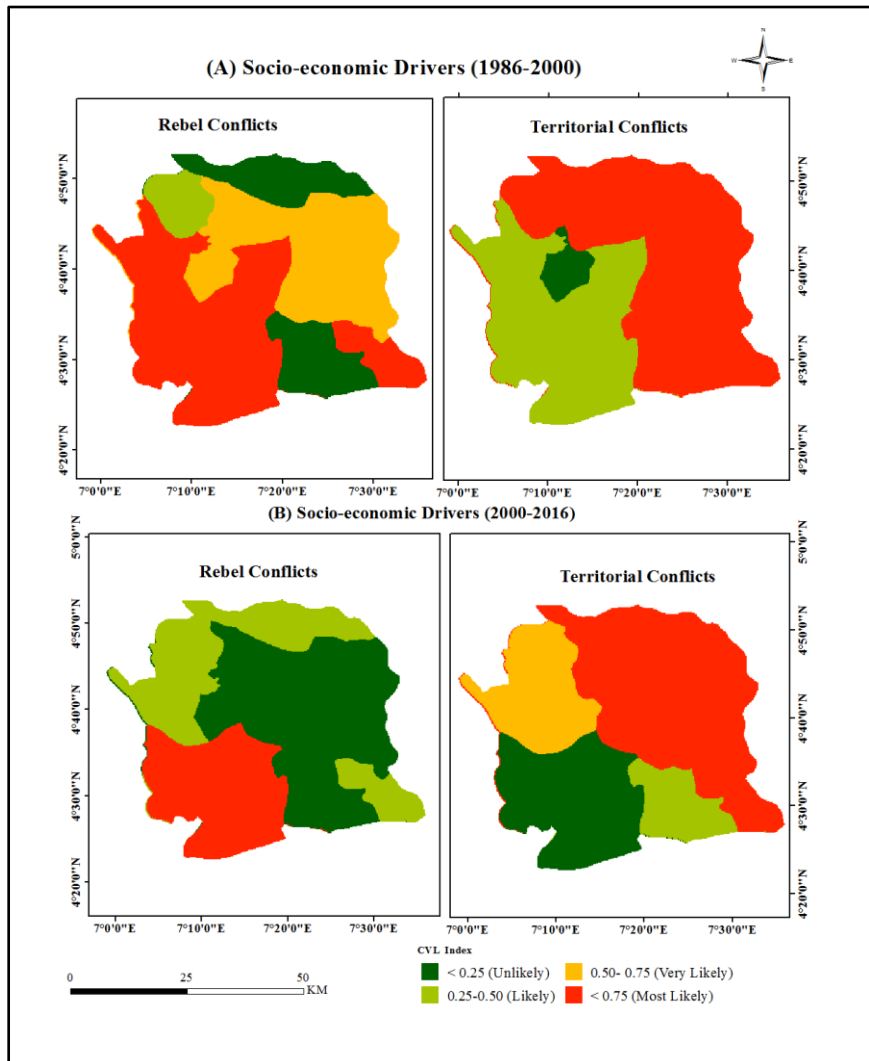 N
W E
S
(A) Socio-economic Drivers (1986-2000)
Rebel Conflicts
Territorial Conflicts
4°50'0"N
4°40'0"N
4°30'0"N
4°20'0"N
4°50'0"N
4°40'0"N
4°30'0"N
4°20'0"N
7°0'0"E 7°10'0"E 7°20'0"E 7°30'0"E
7°0'0"E 7°10'0"E 7°20'0"E 7°30'0"E
(B) Socio-economic Drivers (2000-2016)
Rebel Conflicts
Territorial Conflicts
5°0'0"N
4°50'0"N
4°40'0"N
4°30'0"N
4°20'0"N
5°0'0"N
4°50'0"N
4°40'0"N
4°30'0"N
4°20'0"N
7°0'0"E 7°10'0"E 7°20'0"E 7°30'0"E
7°0'0"E 7°10'0"E 7°20'0"E 7°30'0"E
CVL Index
< 0.25 (Unlikely)
0.25-0.50 (Likely)
0.50- 0.75 (Very Likely)
< 0.75 (Most Likely)
0 25 50
KM